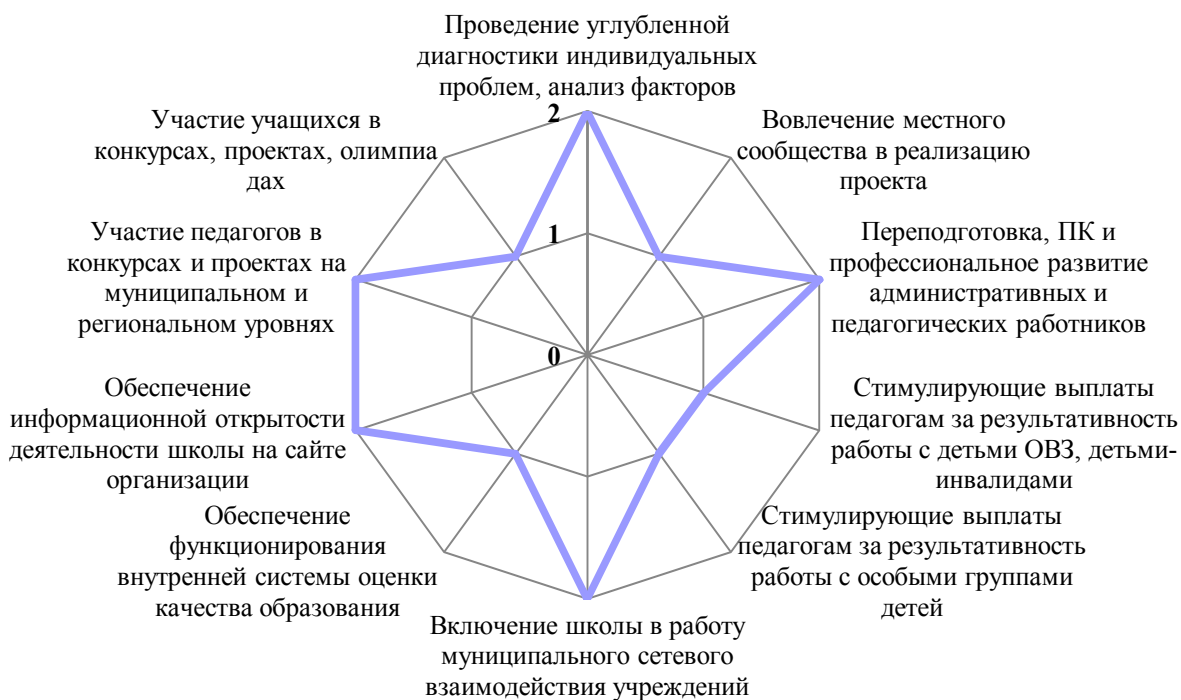 Проведение углубленной
диагностики индивидуальных
проблем, анализ факторов
2
1
0
Вовлечение местного
сообщества в реализацию
проекта
Переподготовка, ПК и
профессиональное развитие
административных и
педагогических работников
Стимулирующие выплаты
педагогам за результативность
работы с детьми ОВЗ, детьми-
инвалидами
Стимулирующие выплаты
педагогам за результативность
работы с особыми группами
детей
Включение школы в работу
муниципального сетевого
взаимодействия учреждений
Обеспечение
функционирования
внутренней системы оценки
качества образования
Обеспечение
информационной открытости
деятельности школы на сайте
организации
Участие педагогов в
конкурсах и проектах на
муниципальном и
региональном уровнях
Участие учащихся в
конкурсах, проектах, олимпиа
дах